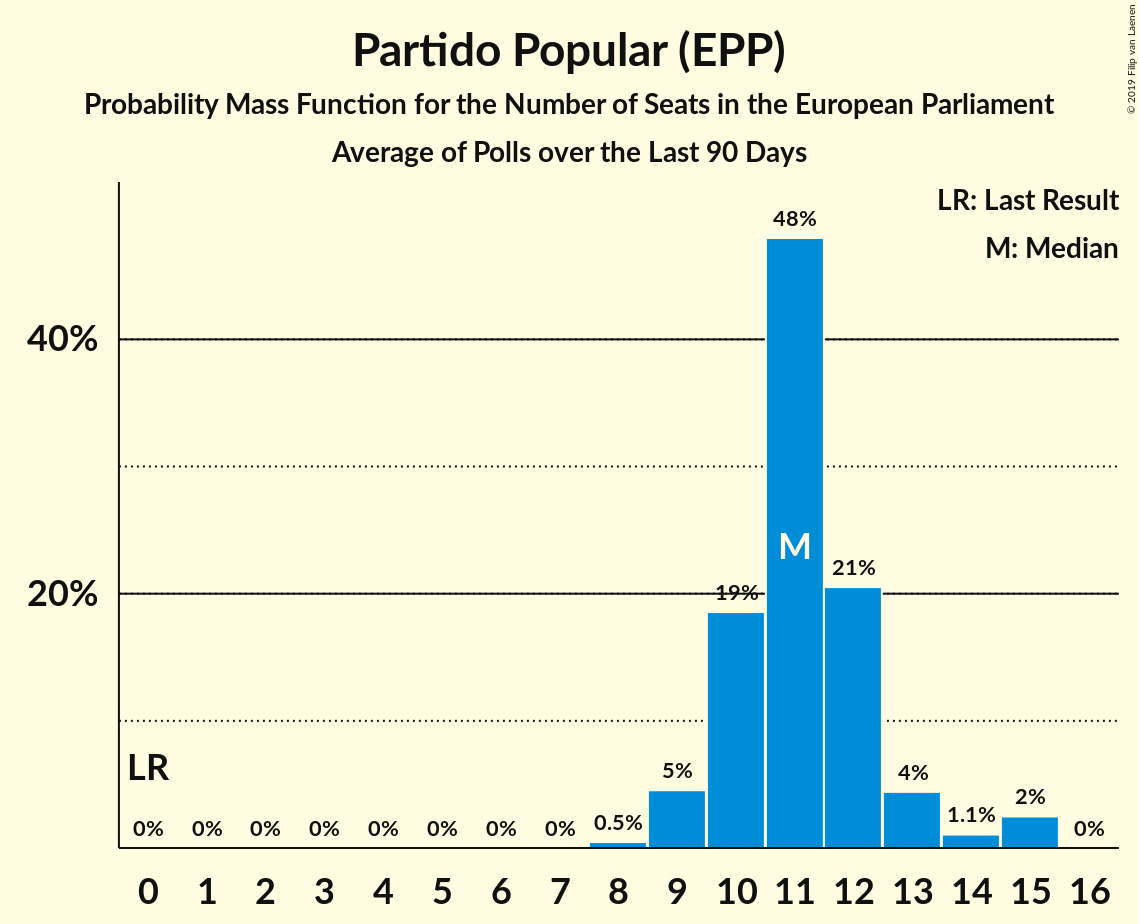 Partido Popular (EPP)
Probability Mass Function for the Number of Seats in the European Parliament
Average of Polls over the Last 90 Days
© 2019 Filip van Laenen
LR: Last Result
M: Median
48%
40%
M
21%
20%
19%
LR
5%
4%
2%
1.1%
0.5%
0% 0% 0% 0% 0% 0% 0% 0% 0%
0 1 2 3 4 5 6 7 8 9 10 11 12 13 14 15 16